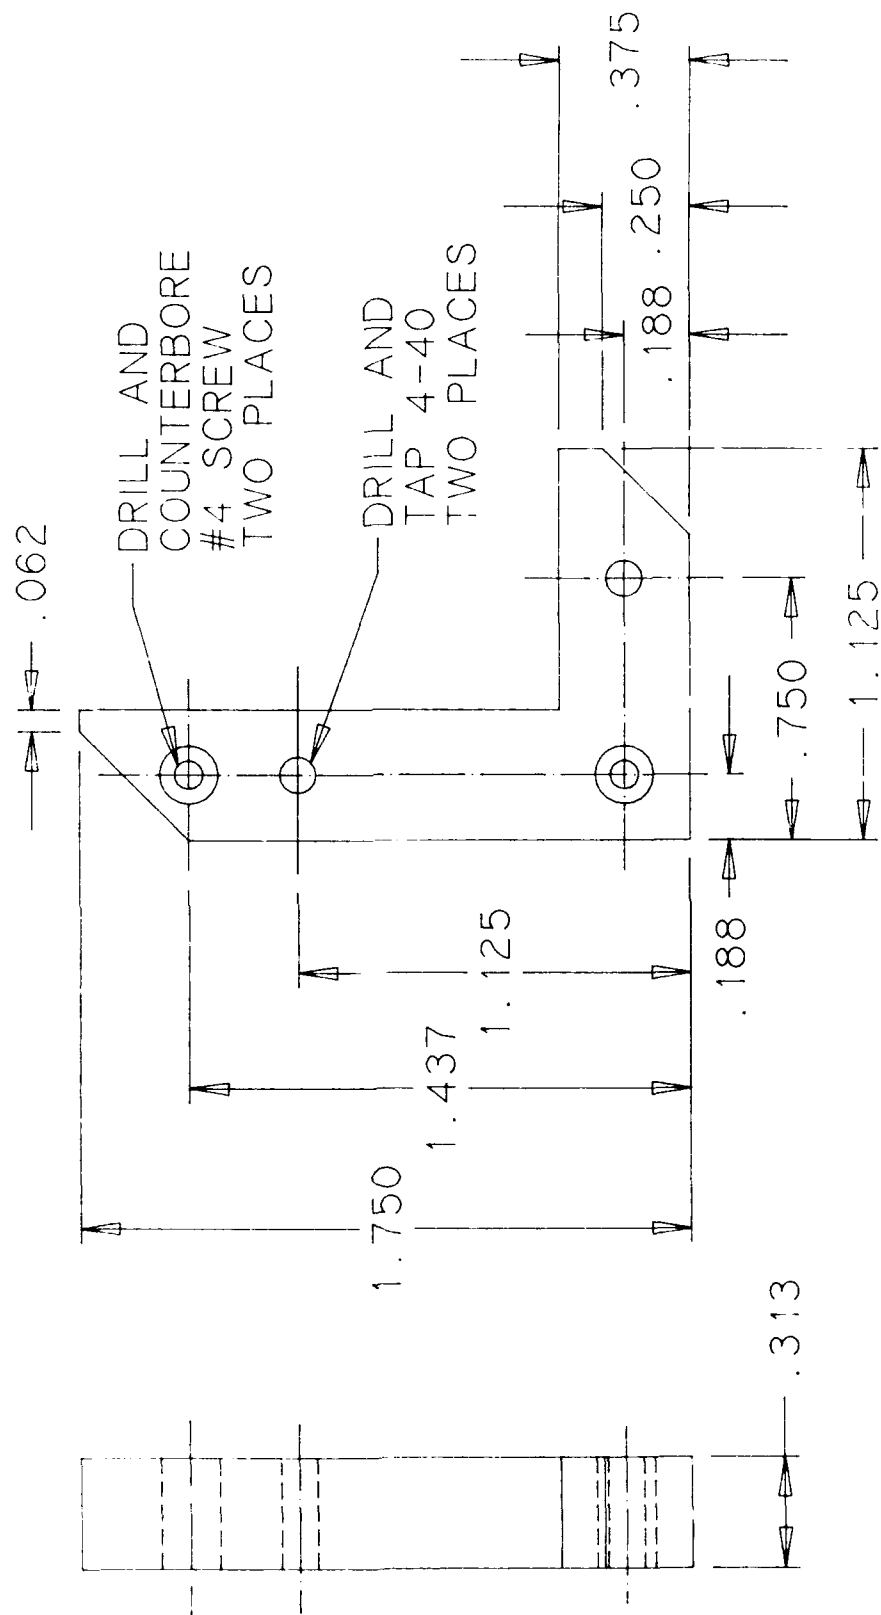 .062
DRILL AND
COUNTERBORE
#4 SCREW
TWO PLACES
DRILL AND
TAP 4-40
TWO PLACES
.375
.250
.188
.750
1.125
.188
1.125
1.437
1.750
.313